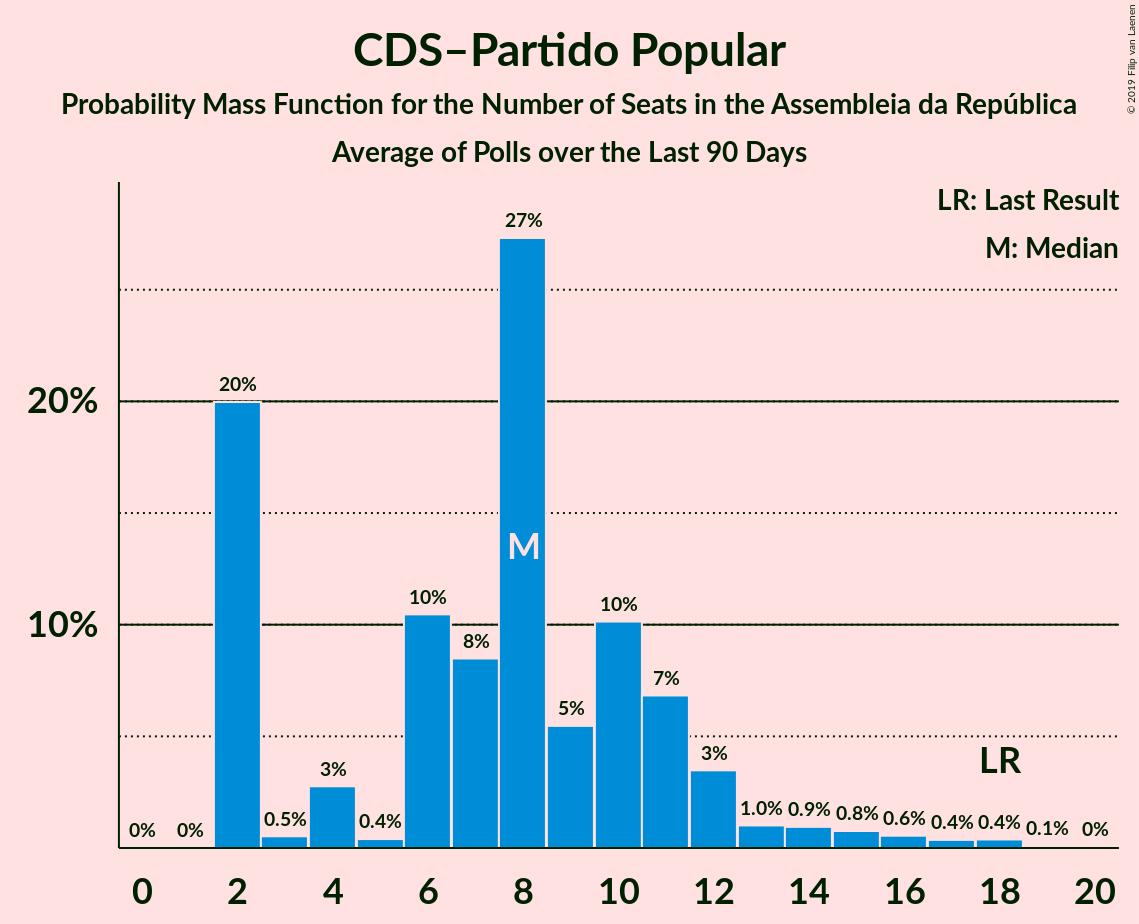 CDS–Partido Popular
Probability Mass Function for the Number of Seats in the Assembleia da República
Average of Polls over the Last 90 Days
© 2019 Filip van Laenen
LR: Last Result
M: Median
27%
20%
20%
M
10%
10%
10%
8%
7%
5%
3%
3%
LR
0%
0%
0.5%
0.4%
1.0%
0.9%
0.8%
0.6%
0.4%
0.4%
0.1%
0%
0 2 4 6 8 10 12 14 16 18 20